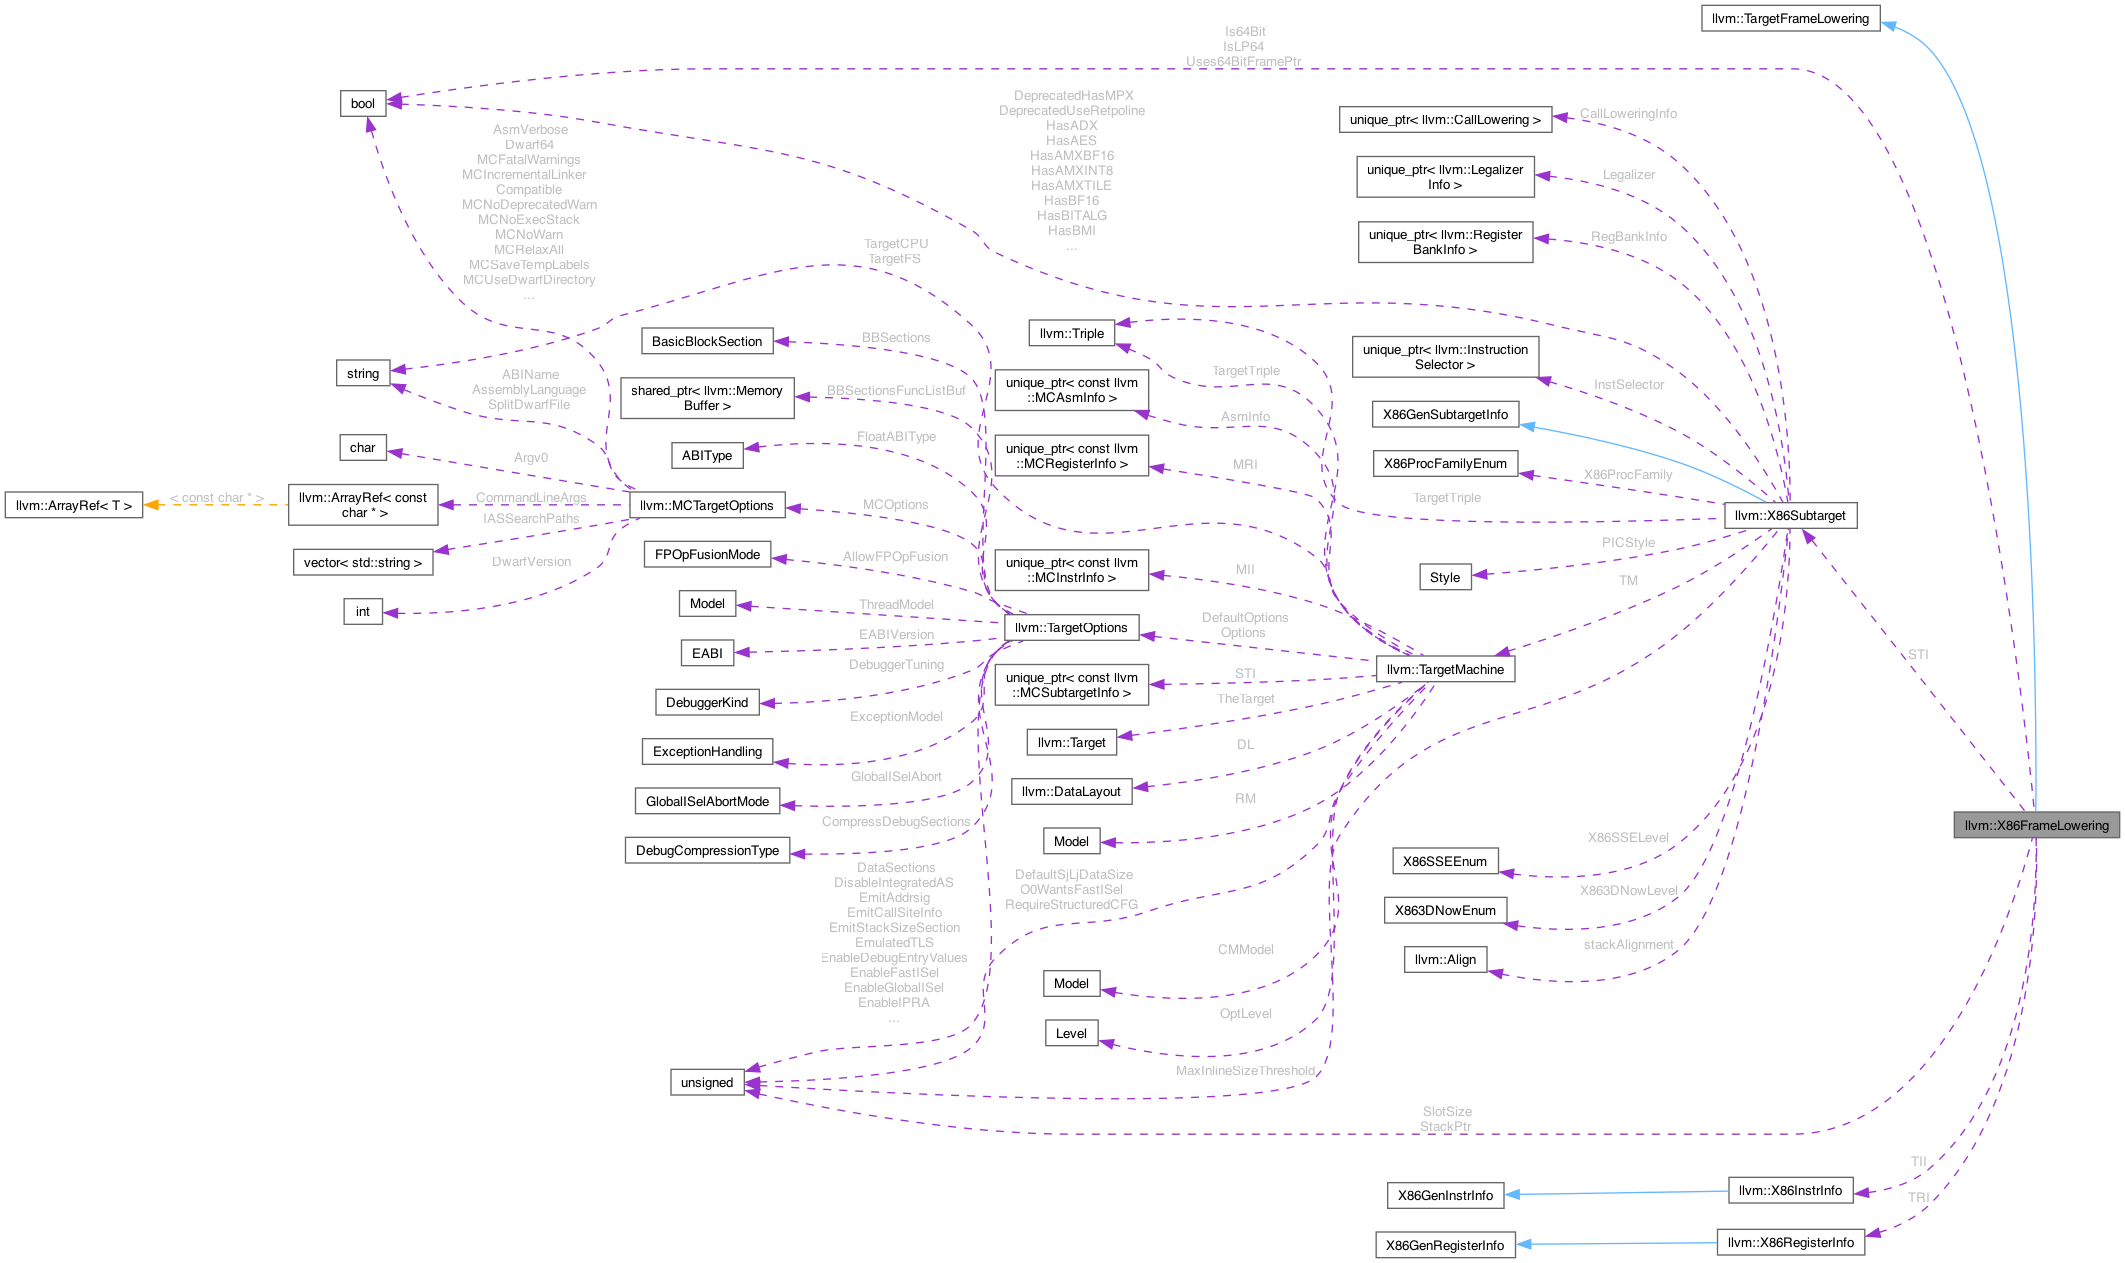 llvm::TargetFrameLowering
Is64Bit
IsLP64
Uses64BitFramePtr
bool
DeprecatedHasMPX
DeprecatedUseRetpoline
HasADX
HasAES
HasAMXBF16
HasAMXINT8
HasAMXTILE
HasBF16
HasBITALG
HasBMI
...
unique_ptr< llvm::CallLowering >
CallLoweringInfo
AsmVerbose
Dwarf64
MCFatalWarnings
MCIncrementalLinker
Compatible
MCNoDeprecatedWarn
MCNoExecStack
MCNoWarn
MCRelaxAll
MCSaveTempLabels
MCUseDwarfDirectory
...
unique_ptr< llvm::Legalizer
Info >
Legalizer
unique_ptr< llvm::Register
BankInfo >
RegBankInfo
TargetCPU
TargetFS
BasicBlockSection
BBSections
llvm::Triple
unique_ptr< llvm::Instruction
Selector >
InstSelector
string
ABIName
AssemblyLanguage
SplitDwarfFile
shared_ptr< llvm::Memory
Buffer >
BBSectionsFuncListBuf
TargetTriple
unique_ptr< const llvm
::MCAsmInfo >
AsmInfo
X86GenSubtargetInfo
char
Argv0
ABIType
FloatABIType
unique_ptr< const llvm
::MCRegisterInfo >
MRI
X86ProcFamilyEnum
X86ProcFamily
llvm::ArrayRef< T >
< const char * >
llvm::ArrayRef< const
char * >
CommandLineArgs
llvm::MCTargetOptions
MCOptions
TargetTriple
llvm::X86Subtarget
IASSearchPaths
vector< std::string >
DwarfVersion
FPOpFusionMode
AllowFPOpFusion
unique_ptr< const llvm
::MCInstrInfo >
MII
PICStyle
Style
TM
int
Model
ThreadModel
llvm::TargetOptions
DefaultOptions
Options
EABI
EABIVersion
DebuggerTuning
llvm::TargetMachine
STI
unique_ptr< const llvm
::MCSubtargetInfo >
STI
DebuggerKind
TheTarget
ExceptionModel
ExceptionHandling
llvm::Target
DL
GlobalISelAbort
GlobalISelAbortMode
llvm::DataLayout
RM
CompressDebugSections
DebugCompressionType
Model
llvm::X86FrameLowering
X86SSELevel
X86SSEEnum
DataSections
DisableIntegratedAS
EmitAddrsig
EmitCallSiteInfo
EmitStackSizeSection
EmulatedTLS
EnableDebugEntryValues
EnableFastISel
EnableGlobalISel
EnableIPRA
...
DefaultSjLjDataSize
O0WantsFastISel
RequireStructuredCFG
X863DNowLevel
X863DNowEnum
CMModel
stackAlignment
llvm::Align
Model
OptLevel
Level
unsigned
MaxInlineSizeThreshold
SlotSize
StackPtr
TII
X86GenInstrInfo
llvm::X86InstrInfo
TRI
X86GenRegisterInfo
llvm::X86RegisterInfo